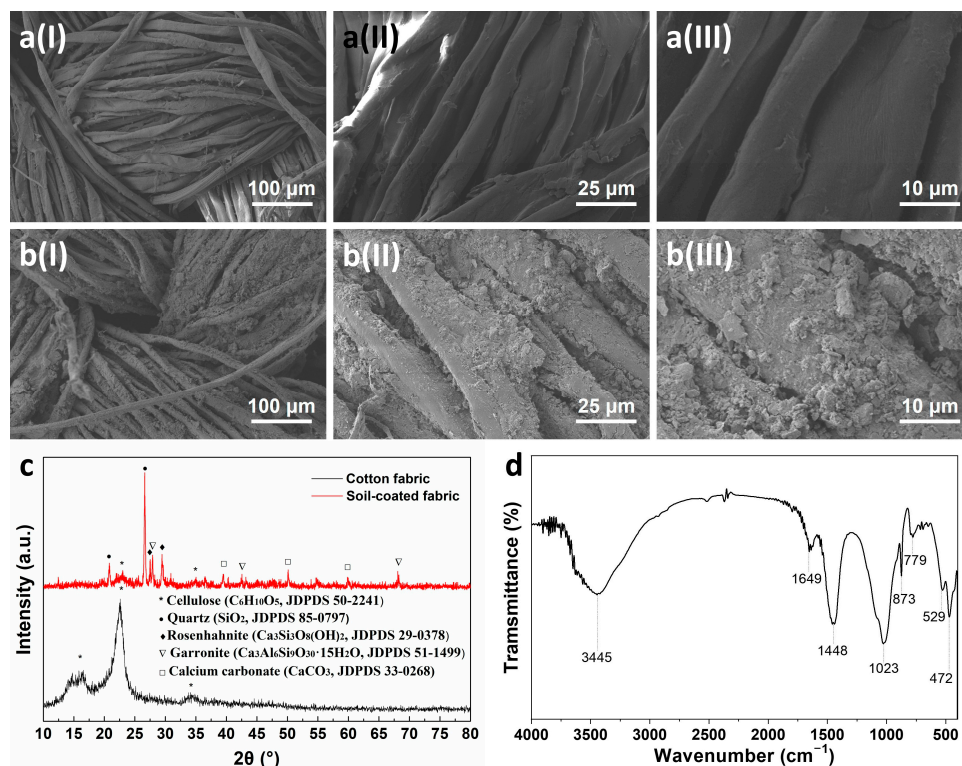 a(I)
100 µm
a(II)
25 µm
a(III)
10 µm
b(I)
100 µm
b(II)
25 µm
b(III)
10 µm
c
Cotton fabric
Soil-coated fabric
* Cellulose (C₆H₁₀O₅, JDPDS 50-2241)
● Quartz (SiO₂, JDPDS 85-0797)
◆ Rosenhahnite (Ca₃Si₃O₈(OH)₂, JDPDS 29-0378)
▽ Garronite (Ca₃Al₆Si₉O₃₀·15H₂O, JDPDS 51-1499)
□ Calcium carbonate (CaCO₃, JDPDS 33-0268)
Intensity (a.u.)
10 15 20 25 30 35 40 45 50 55 60 65 70 75 80
2θ (°)
d
Tramsmittance (%)
3445
1649
1448
1023
873
779
529
472
4000 3500 3000 2500 2000 1500 1000 500
Wavenumber (cm⁻¹)